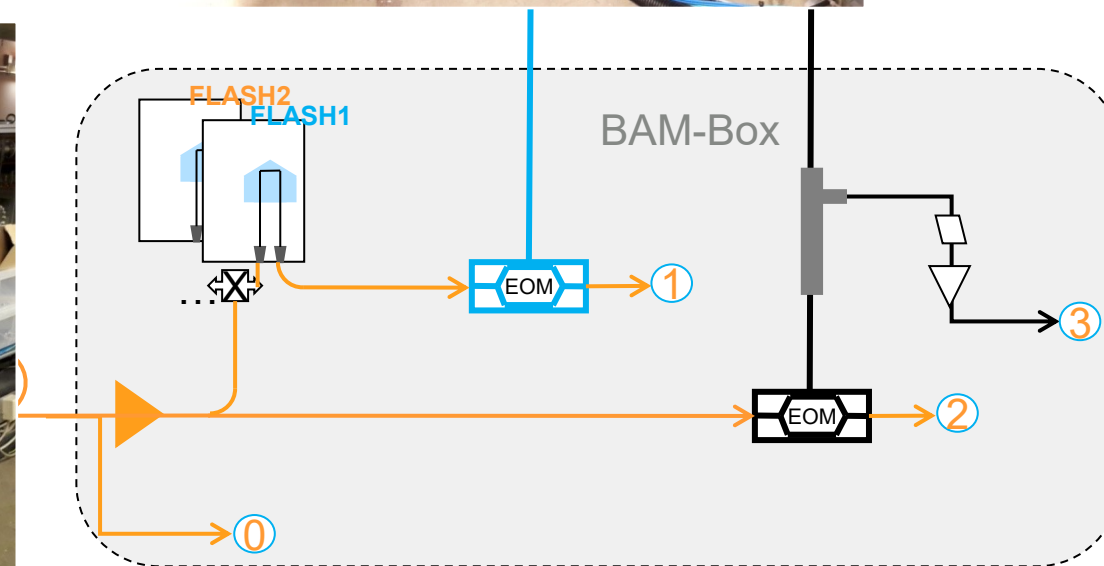 FLASH2
FLASH1
BAM-Box
X
...
EOM
1
3
EOM
2
0